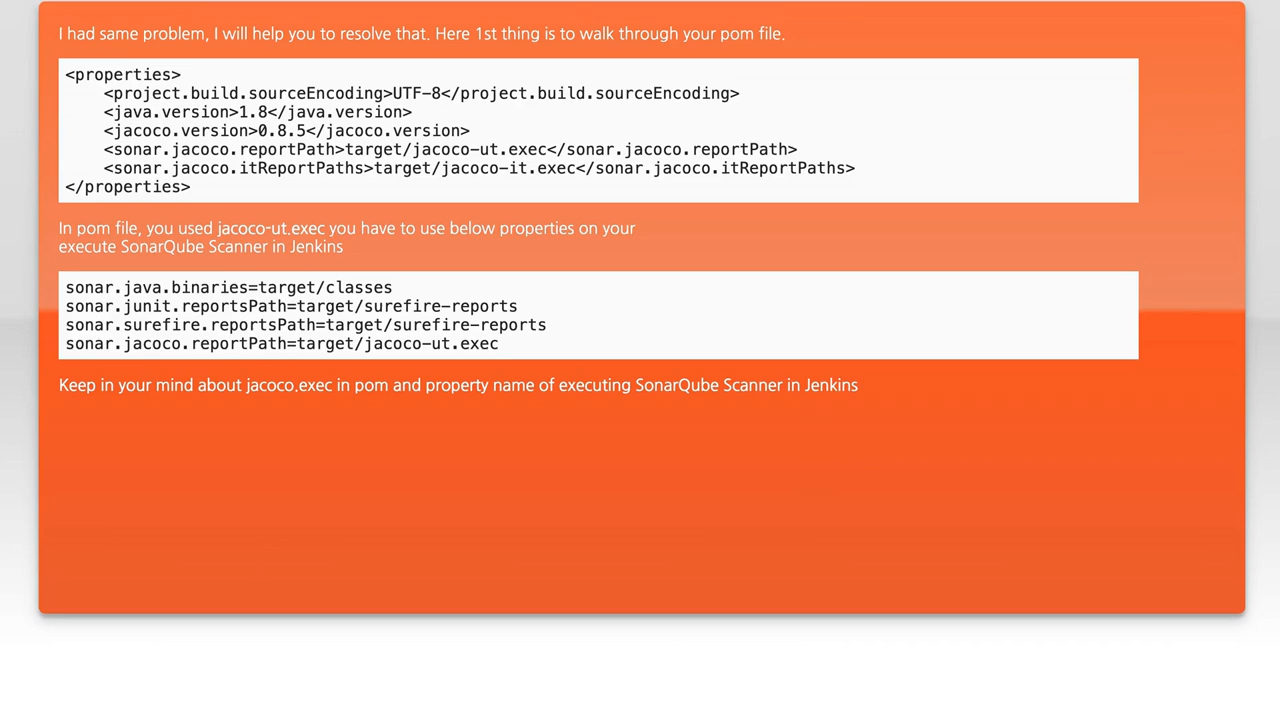 I had same problem, I will help you to resolve that. Here 1st thing is to walk through your pom file.
<properties>
    <project.build.sourceEncoding>UTF-8</project.build.sourceEncoding>
    <java.version>1.8</java.version>
    <jacoco.version>0.8.5</jacoco.version>
    <sonar.jacoco.reportPath>target/jacoco-ut.exec</sonar.jacoco.reportPath>
    <sonar.jacoco.itReportPaths>target/jacoco-it.exec</sonar.jacoco.itReportPaths>
</properties>
In pom file, you used jacoco-ut.exec you have to use below properties on your
execute SonarQube Scanner in Jenkins
sonar.java.binaries=target/classes
sonar.junit.reportsPath=target/surefire-reports
sonar.surefire.reportsPath=target/surefire-reports
sonar.jacoco.reportPath=target/jacoco-ut.exec
Keep in your mind about jacoco.exec in pom and property name of executing SonarQube Scanner in Jenkins